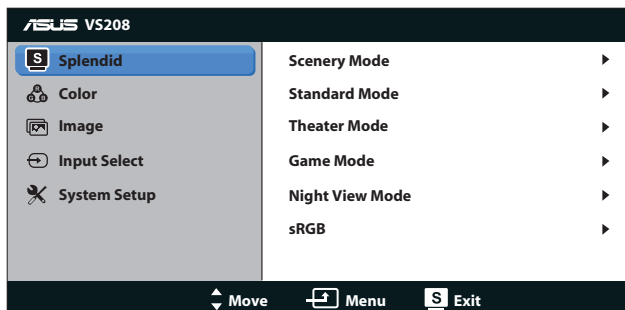 ASUS VS208
S Splendid
Color
Image
Input Select
System Setup
Scenery Mode
Standard Mode
Theater Mode
Game Mode
Night View Mode
sRGB
Move Menu S Exit